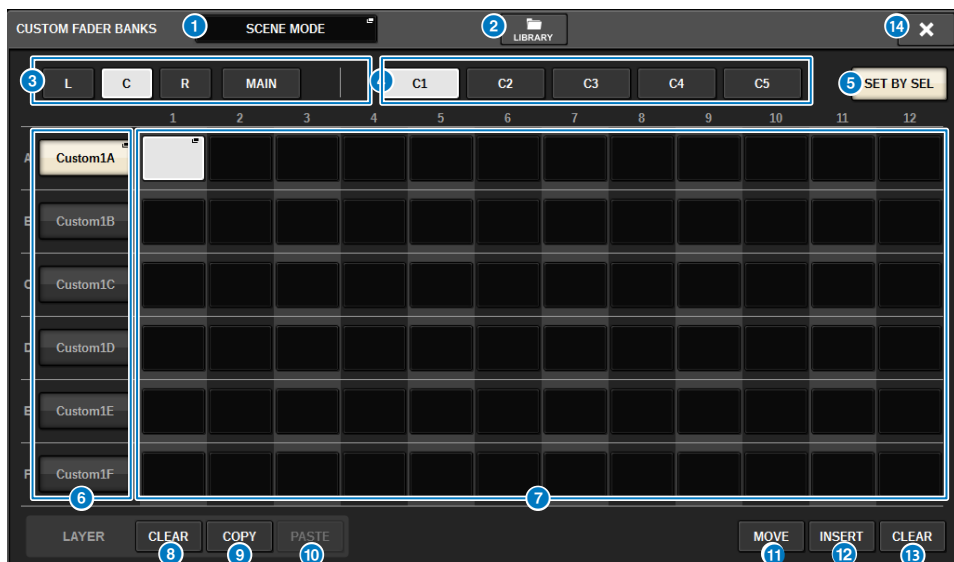 CUSTOM FADER BANKS 1 SCENE MODE 2 LIBRARY 14 ×
3 L C R MAIN 4 C1 C2 C3 C4 C5 5 SET BY SEL
1 2 3 4 5 6 7 8 9 10 11 12
A Custom1A
B Custom1B
C Custom1C
D Custom1D
E Custom1E
F Custom1F
6 7
LAYER CLEAR COPY PASTE MOVE INSERT CLEAR
8 9 10 11 12 13